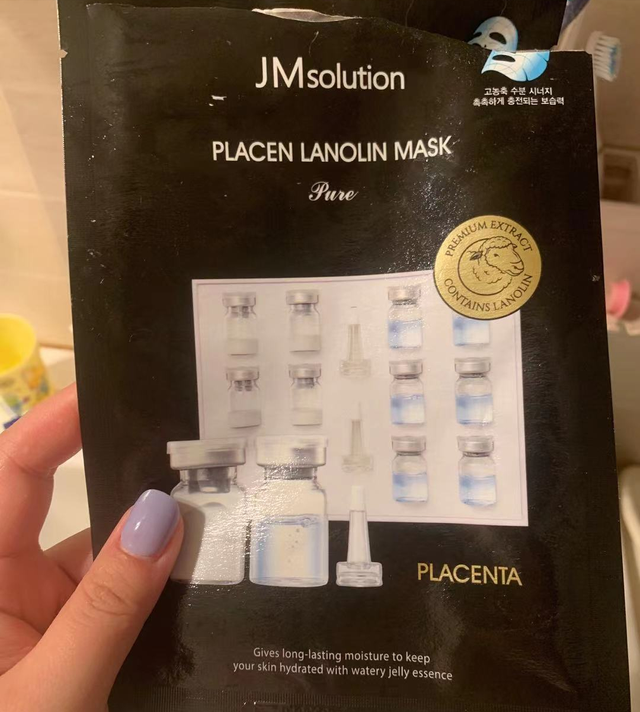 JMsolution
고농축 수분 시너지
촉촉하게 충전되는 보습력
PLACEN LANOLIN MASK
Pure
PREMIUM EXTRACT
CONTAINS LANOLIN
PLACENTA
Gives long-lasting moisture to keep
your skin hydrated with watery jelly essence